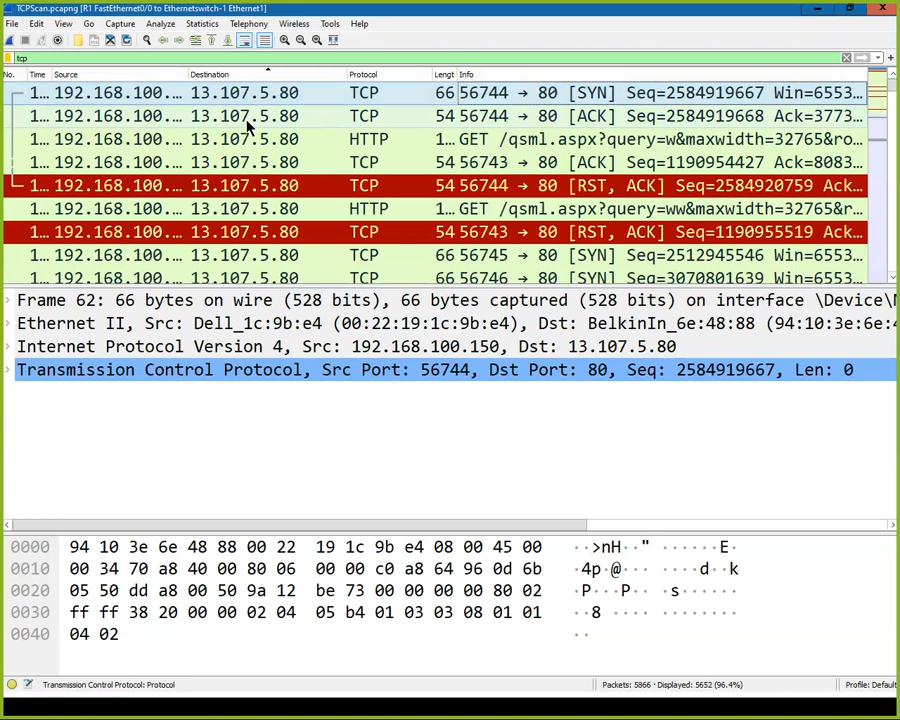 TCPScan.pcapng [R1 FastEthernet0/0 to Ethernetswitch-1 Ethernet1]
File Edit View Go Capture Analyze Statistics Telephony Wireless Tools Help
tcp
No. Time Source Destination Protocol Lengt Info
1… 192.168.100.… 13.107.5.80 TCP 66 56744 → 80 [SYN] Seq=2584919667 Win=6553…
1… 192.168.100.… 13.107.5.80 TCP 54 56744 → 80 [ACK] Seq=2584919668 Ack=3773…
1… 192.168.100.… 13.107.5.80 HTTP 1… GET /qsml.aspx?query=w&maxwidth=32765&ro…
1… 192.168.100.… 13.107.5.80 TCP 54 56743 → 80 [ACK] Seq=1190954427 Ack=8083…
1… 192.168.100.… 13.107.5.80 TCP 54 56744 → 80 [RST, ACK] Seq=2584920759 Ack…
1… 192.168.100.… 13.107.5.80 HTTP 1… GET /qsml.aspx?query=ww&maxwidth=32765&r…
1… 192.168.100.… 13.107.5.80 TCP 54 56743 → 80 [RST, ACK] Seq=1190955519 Ack…
1… 192.168.100.… 13.107.5.80 TCP 66 56745 → 80 [SYN] Seq=2512945546 Win=6553…
1… 192.168.100.… 13.107.5.80 TCP 66 56746 → 80 [SYN] Seq=3070801639 Win=6553…
Frame 62: 66 bytes on wire (528 bits), 66 bytes captured (528 bits) on interface \Device\
Ethernet II, Src: Dell_1c:9b:e4 (00:22:19:1c:9b:e4), Dst: BelkinIn_6e:48:88 (94:10:3e:6e:4
Internet Protocol Version 4, Src: 192.168.100.150, Dst: 13.107.5.80
Transmission Control Protocol, Src Port: 56744, Dst Port: 80, Seq: 2584919667, Len: 0
0000 94 10 3e 6e 48 88 00 22 19 1c 9b e4 08 00 45 00 ··>nH··" ······E·
0010 00 34 70 a8 40 00 80 06 00 00 c0 a8 64 96 0d 6b ·4p·@··· ····d··k
0020 05 50 dd a8 00 50 9a 12 be 73 00 00 00 00 80 02 ·P···P·· ·s······
0030 ff ff 38 20 00 00 02 04 05 b4 01 03 03 08 01 01 ··8 ···· ········
0040 04 02 ··
Transmission Control Protocol: Protocol Packets: 5866 · Displayed: 5652 (96.4%) Profile: Default